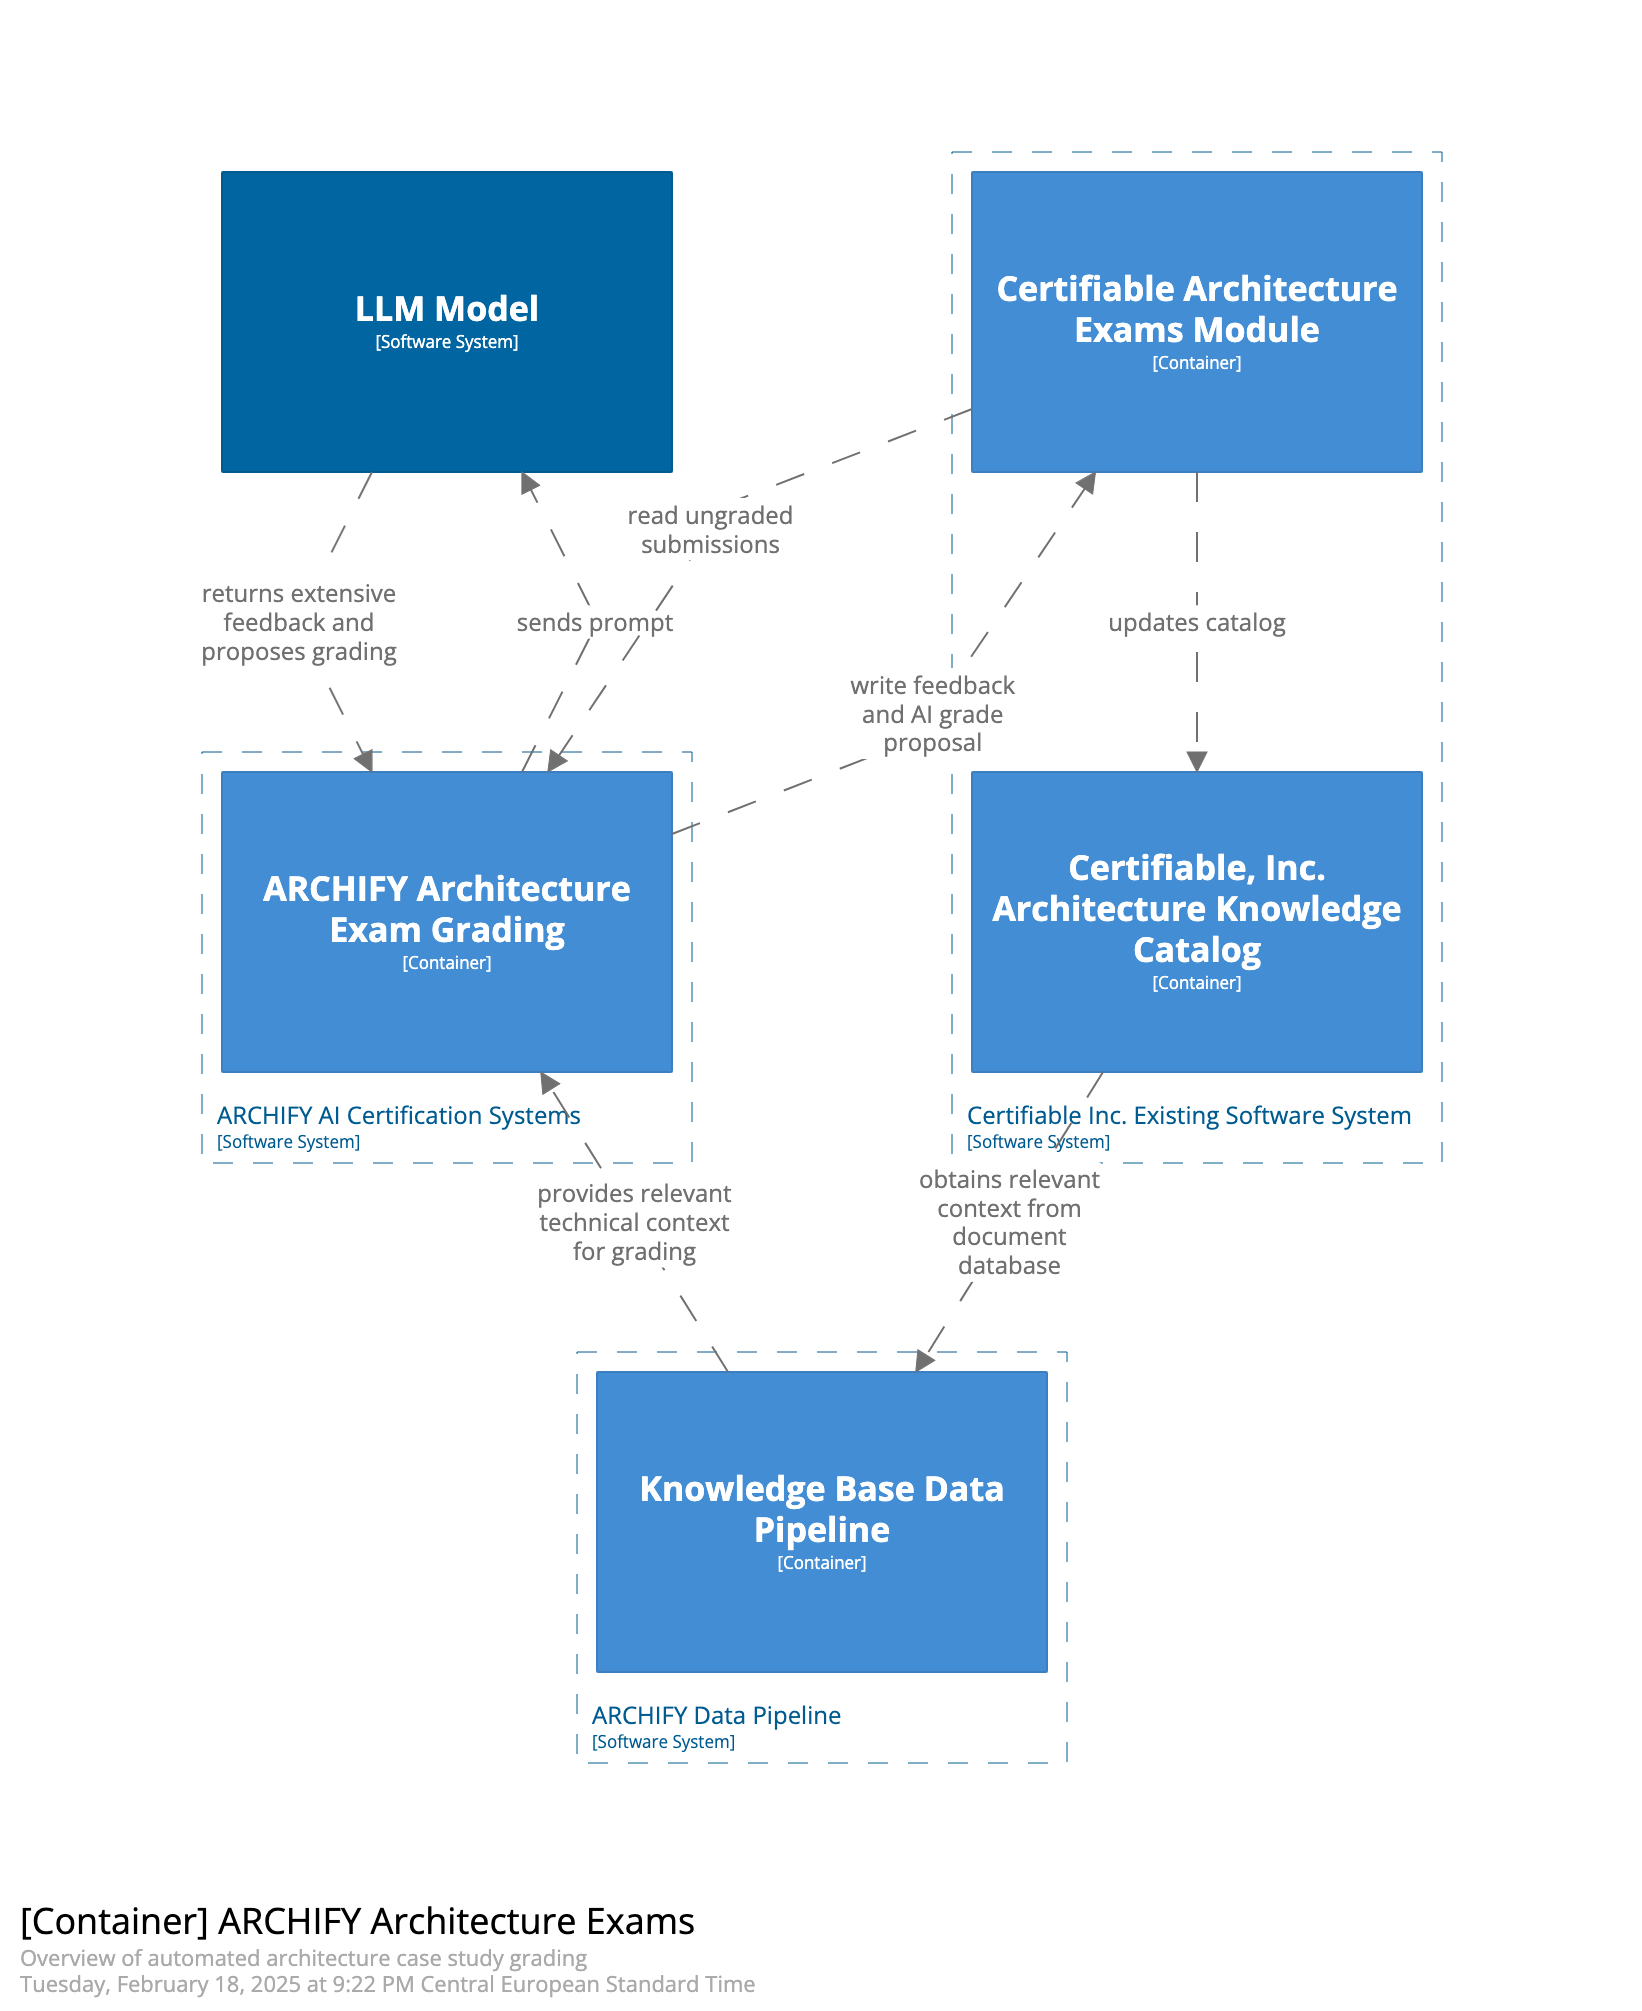 LLM Model
[Software System]
Certifiable Architecture
Exams Module
[Container]
read ungraded
submissions
returns extensive
feedback and
proposes grading
sends prompt
updates catalog
write feedback
and AI grade
proposal
ARCHIFY Architecture
Exam Grading
[Container]
Certifiable, Inc.
Architecture Knowledge
Catalog
[Container]
ARCHIFY AI Certification Systems
[Software System]
Certifiable Inc. Existing Software System
[Software System]
provides relevant
technical context
for grading
obtains relevant
context from
document
database
Knowledge Base Data
Pipeline
[Container]
ARCHIFY Data Pipeline
[Software System]
[Container] ARCHIFY Architecture Exams
Overview of automated architecture case study grading
Tuesday, February 18, 2025 at 9:22 PM Central European Standard Time